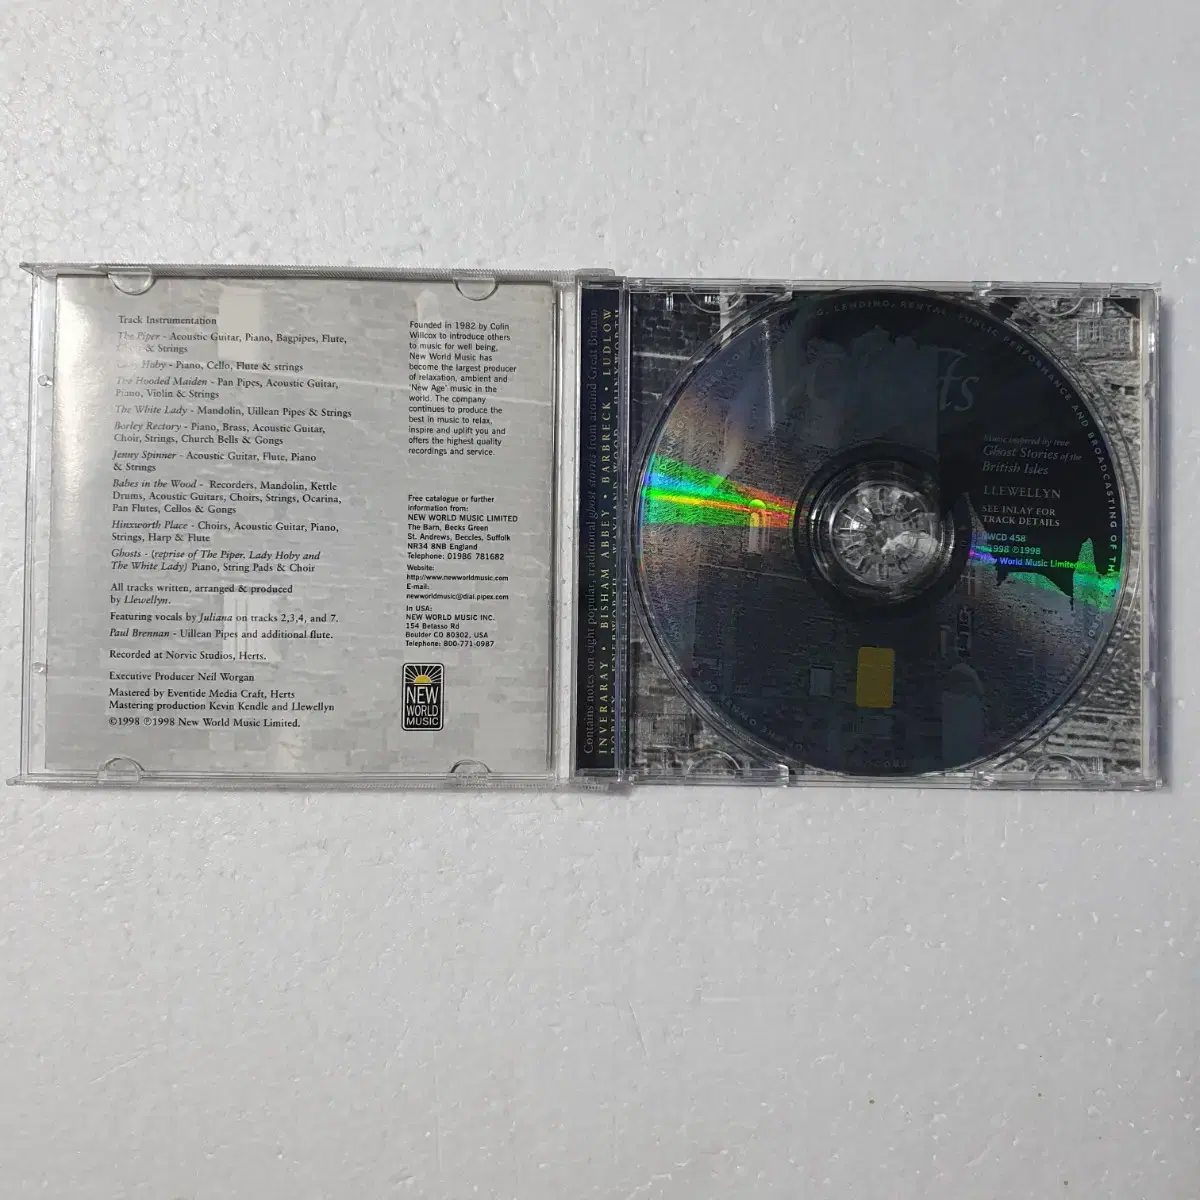 Track Instrumentation
The Piper - Acoustic Guitar, Piano, Bagpipes, Flute,
& Strings
Hoby - Piano, Cello, Flute & strings
The Hooded Maiden - Pan Pipes, Acoustic Guitar,
Piano, Violin & Strings
The White Lady - Mandolin, Uillean Pipes & Strings
Borley Rectory - Piano, Brass, Acoustic Guitar,
Choir, Strings, Church Bells & Gongs
Jenny Spinner - Acoustic Guitar, Flute, Piano
& Strings
Babes in the Wood - Recorders, Mandolin, Kettle
Drums, Acoustic Guitars, Choirs, Strings, Ocarina,
Pan Flutes, Cellos & Gongs
Hinxworth Place - Choirs, Acoustic Guitar, Piano,
Strings, Harp & Flute
Ghosts - (reprise of The Piper, Lady Hoby and
The White Lady) Piano, String Pads & Choir
All tracks written, arranged & produced
by Llewellyn.
Featuring vocals by Juliana on tracks 2,3,4, and 7.
Paul Brennan - Uillean Pipes and additional flute.
Recorded at Norvic Studios, Herts.
Executive Producer Neil Worgan
Mastered by Eventide Media Craft, Herts
Mastering production Kevin Kendle and Llewellyn
©1998 ℗1998 New World Music Limited.
Founded in 1982 by Colin
Willcox to introduce others
to music for well being,
New World Music has
become the largest producer
of relaxation, ambient and
'New Age' music in the
world. The company
continues to produce the
best in music to relax,
inspire and uplift you and
offers the highest quality
recordings and service.
Free catalogue or further
information from:
NEW WORLD MUSIC LIMITED
The Barn, Becks Green
St. Andrews, Beccles, Suffolk
NR34 8NB England
Telephone: 01986 781682
Website:
http://www.newworldmusic.com
E-mail:
newworldmusic@dial.pipex.com
In USA:
NEW WORLD MUSIC INC.
154 Betasso Rd
Boulder CO 80302, USA
Telephone: 800-771-0987
NEW
WORLD
MUSIC
Contains notes on eight popular, traditional ghost stories from around Great Britain
INVERARAY • BISHAM ABBEY • BARBRECK • LUDLOW
LENDING, RENTAL, PUBLIC PERFORMANCE AND BROADCASTING OF
Music inspired by true
Ghost Stories of the
British Isles
LLEWELLYN
SEE INLAY FOR
TRACK DETAILS
NWCD 458
©1998 ℗1998
New World Music Limited